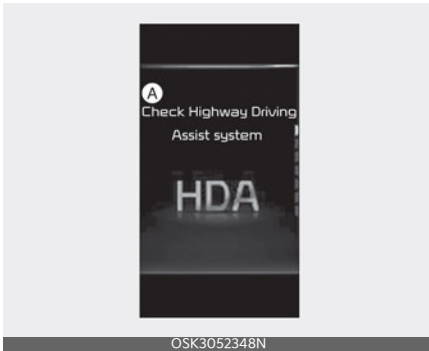 A
Check Highway Driving
Assist system
HDA
OSK3052348N